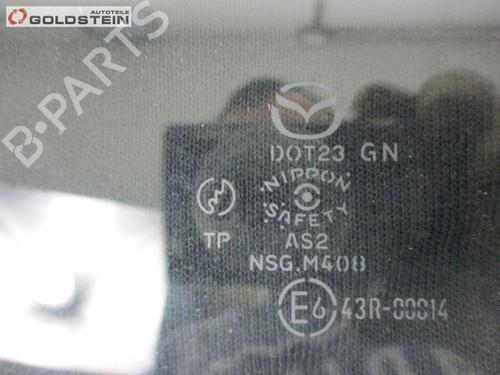 AUTOTEILE
GOLDSTEIN
B-PARTS
DOT23 GN
NIPPON
SAFETY
TP
AS2
NSG.M408
E6 43R-00014